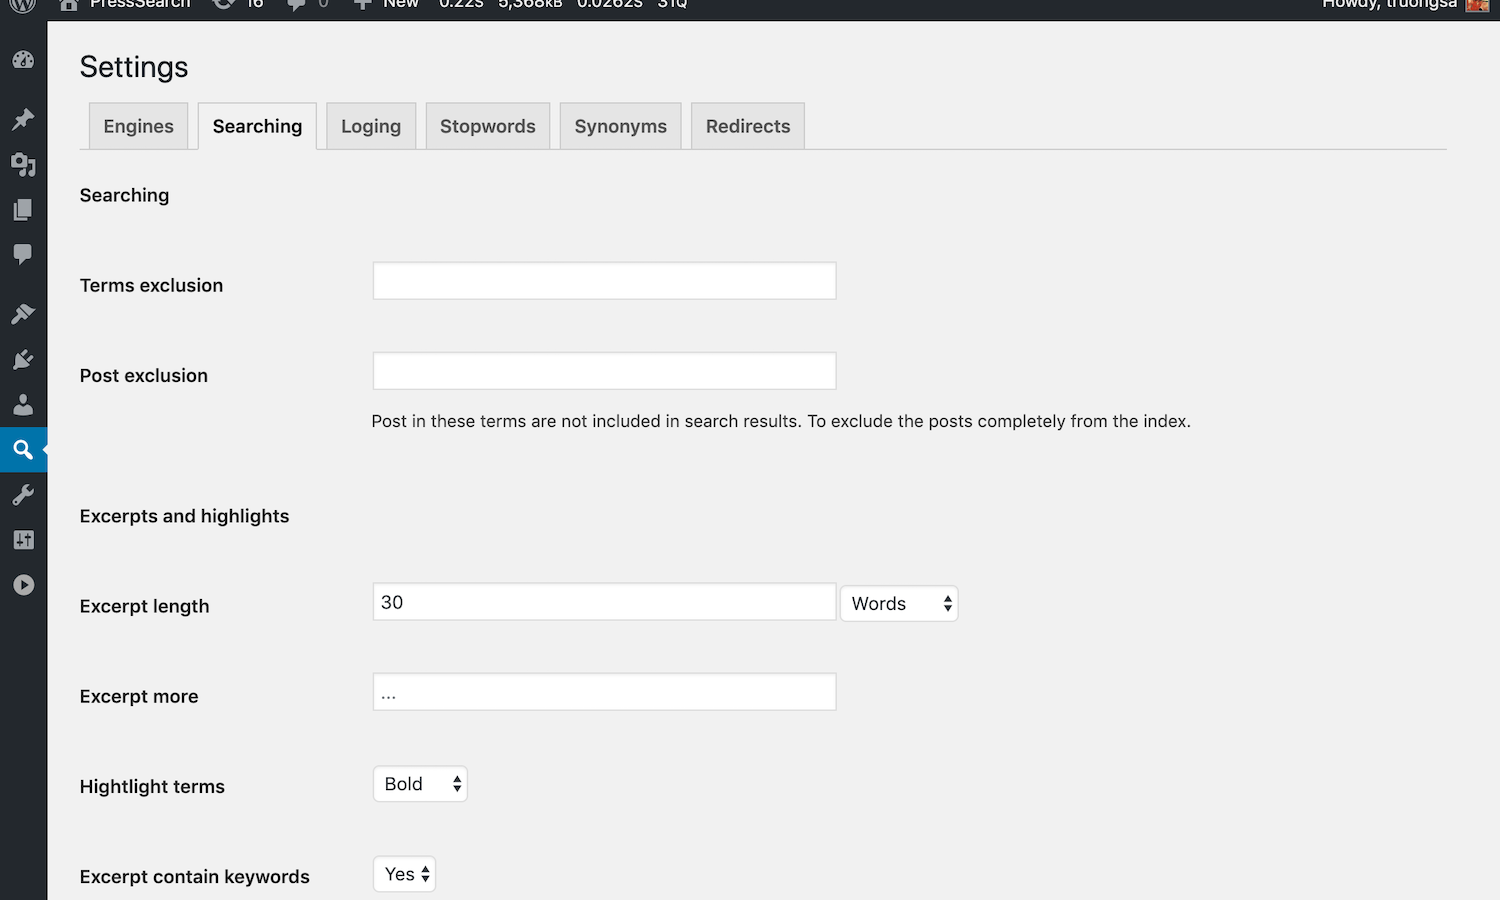 PressSearch 16 0 New 0.22s 5,368kB 0.0262s 31Q Howdy, truongsa
Settings
Engines Searching Loging Stopwords Synonyms Redirects
Searching
Terms exclusion
Post exclusion
Post in these terms are not included in search results. To exclude the posts completely from the index.
Excerpts and highlights
Excerpt length 30 Words
Excerpt more ...
Hightlight terms Bold
Excerpt contain keywords Yes